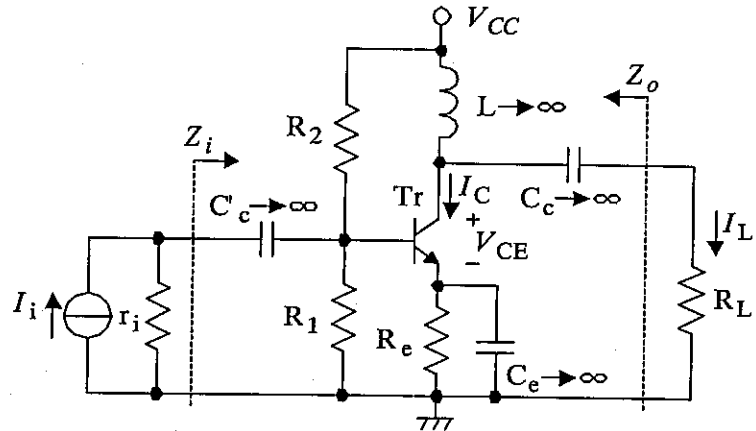 V_CC
Z_o
L→∞
R_2
Z_i
C'_c→∞
Tr
I_C
C_c→∞
+
V_CE
−
I_L
I_i
r_i
R_1
R_e
C_e→∞
R_L